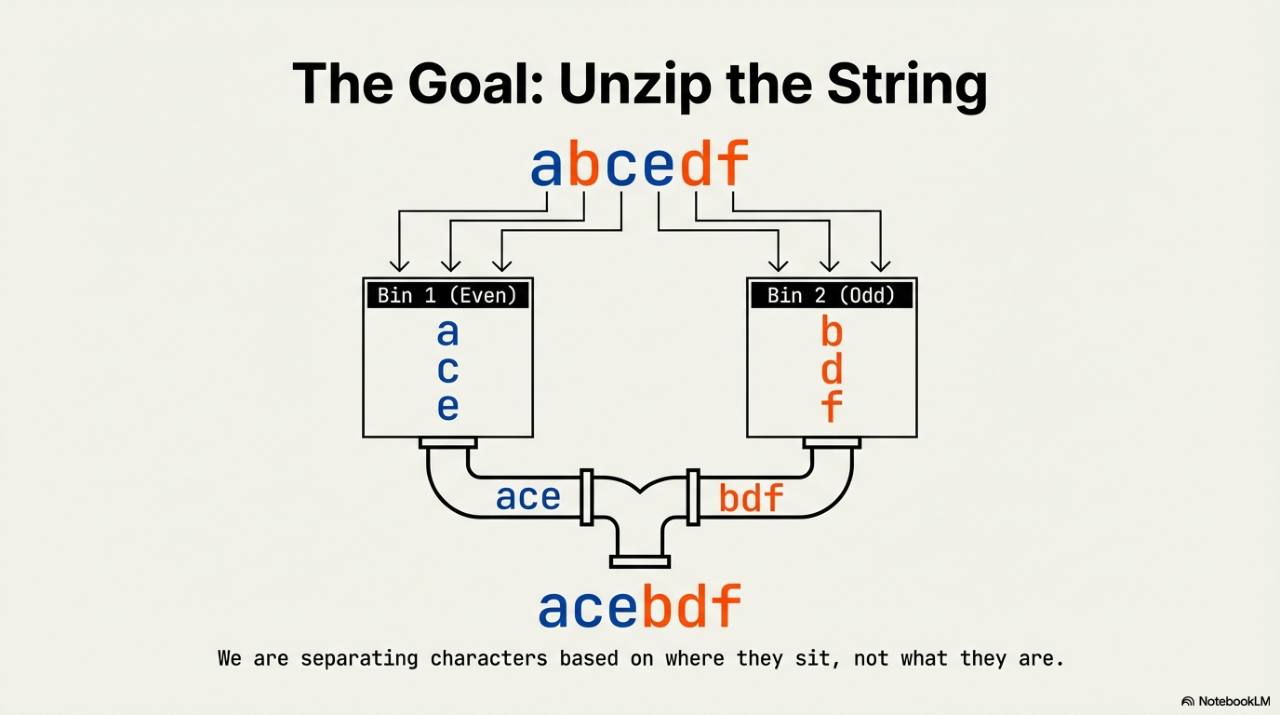 The Goal: Unzip the String
abcedf
Bin 1 (Even)
a
c
e
Bin 2 (Odd)
b
d
f
ace
bdf
acebdf
We are separating characters based on where they sit, not what they are.
NotebookLM